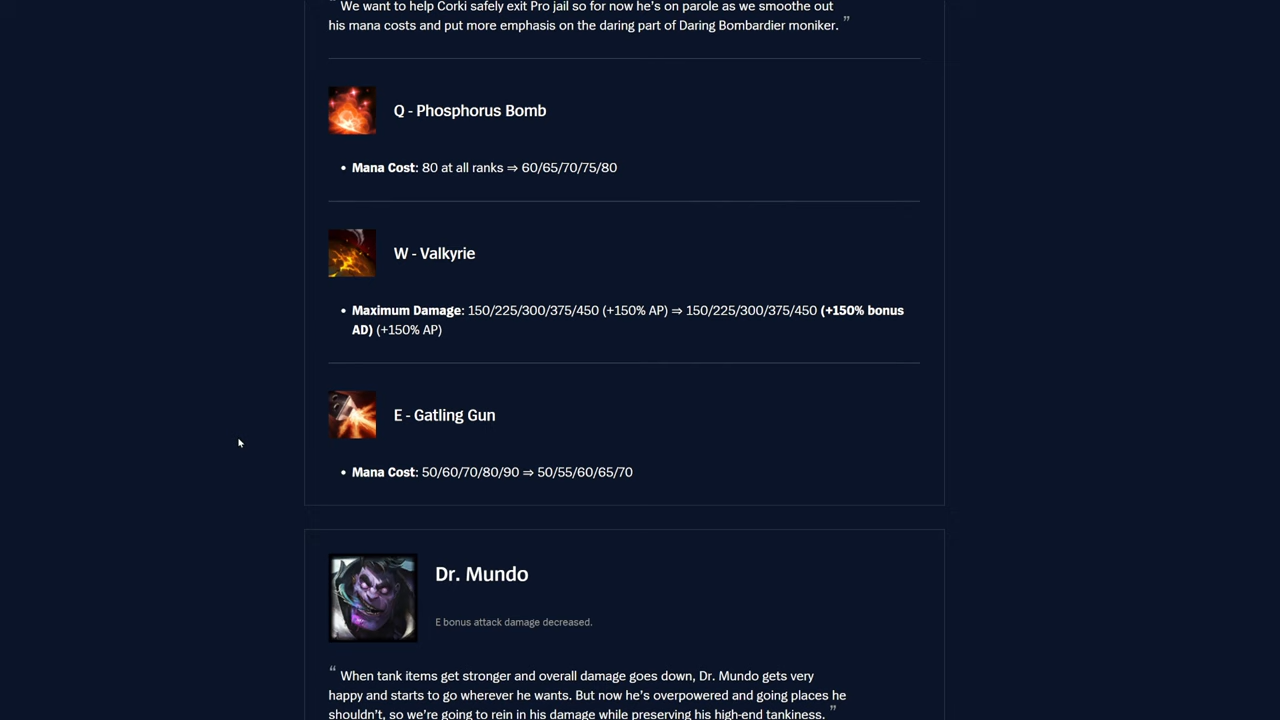 “ We want to help Corki safely exit Pro jail so for now he's on parole as we smoothe out
his mana costs and put more emphasis on the daring part of Daring Bombardier moniker. ”
Q - Phosphorus Bomb
• Mana Cost: 80 at all ranks ⇒ 60/65/70/75/80
W - Valkyrie
• Maximum Damage: 150/225/300/375/450 (+150% AP) ⇒ 150/225/300/375/450 (+150% bonus
AD) (+150% AP)
E - Gatling Gun
• Mana Cost: 50/60/70/80/90 ⇒ 50/55/60/65/70
Dr. Mundo
E bonus attack damage decreased.
“ When tank items get stronger and overall damage goes down, Dr. Mundo gets very
happy and starts to go wherever he wants. But now he's overpowered and going places he
shouldn't, so we're going to rein in his damage while preserving his high-end tankiness. ”